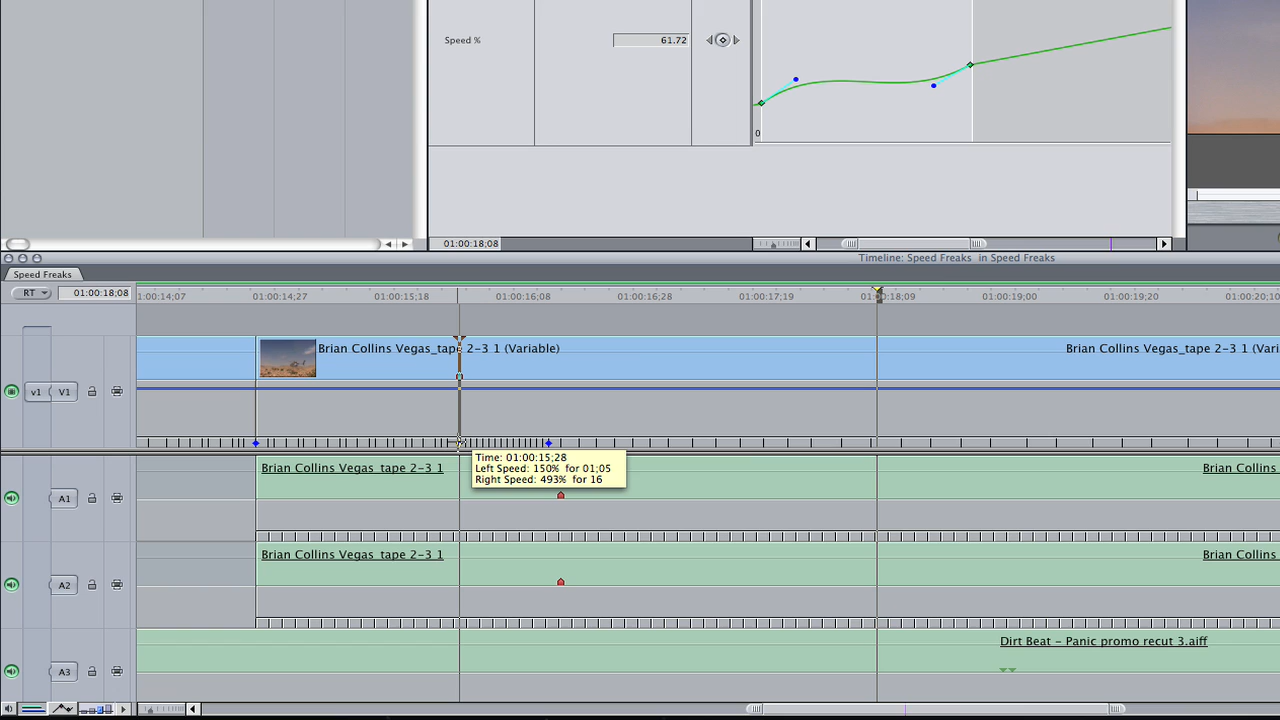 Speed %
61.72
0
01:00:18;08
Timeline: Speed Freaks in Speed Freaks
Speed Freaks
RT
01:00:18;08
1:00:14;07
01:00:14;27
01:00:15;18
01:00:16;08
01:00:16;28
01:00:17;19
01:00:18;09
01:00:19;00
01:00:19;20
01:00:20;10
Brian Collins Vegas_tape 2-3 1 (Variable)
Brian Collins Vegas_tape 2-3 1 (Vari
v1
V1
Time: 01:00:15;28
Left Speed: 150% for 01;05
Right Speed: 493% for 16
A1
Brian Collins Vegas tape 2-3 1
Brian Collins
A2
Brian Collins Vegas tape 2-3 1
Brian Collins
A3
Dirt Beat - Panic promo recut 3.aiff